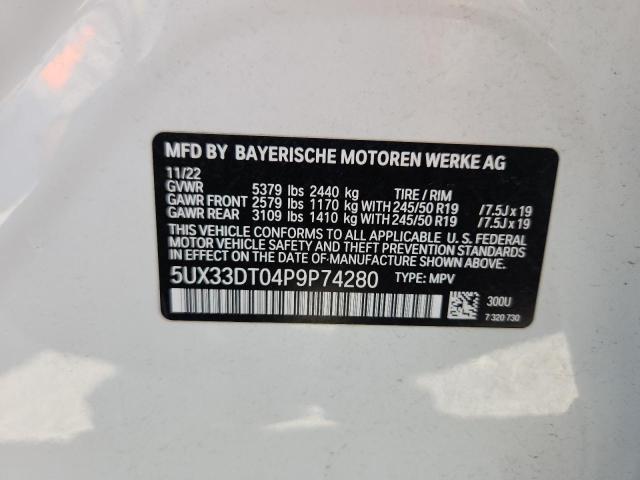 MFD BY BAYERISCHE MOTOREN WERKE AG
11/22
GVWR 5379 lbs 2440 kg TIRE / RIM
GAWR FRONT 2579 lbs 1170 kg WITH 245/50 R19 /7.5J x 19
GAWR REAR 3109 lbs 1410 kg WITH 245/50 R19 /7.5J x 19
THIS VEHICLE CONFORMS TO ALL APPLICABLE U.S. FEDERAL
MOTOR VEHICLE SAFETY AND THEFT PREVENTION STANDARDS
IN EFFECT ON THE DATE OF MANUFACTURE SHOWN ABOVE.
5UX33DT04P9P74280 TYPE: MPV
300U
7 320 730